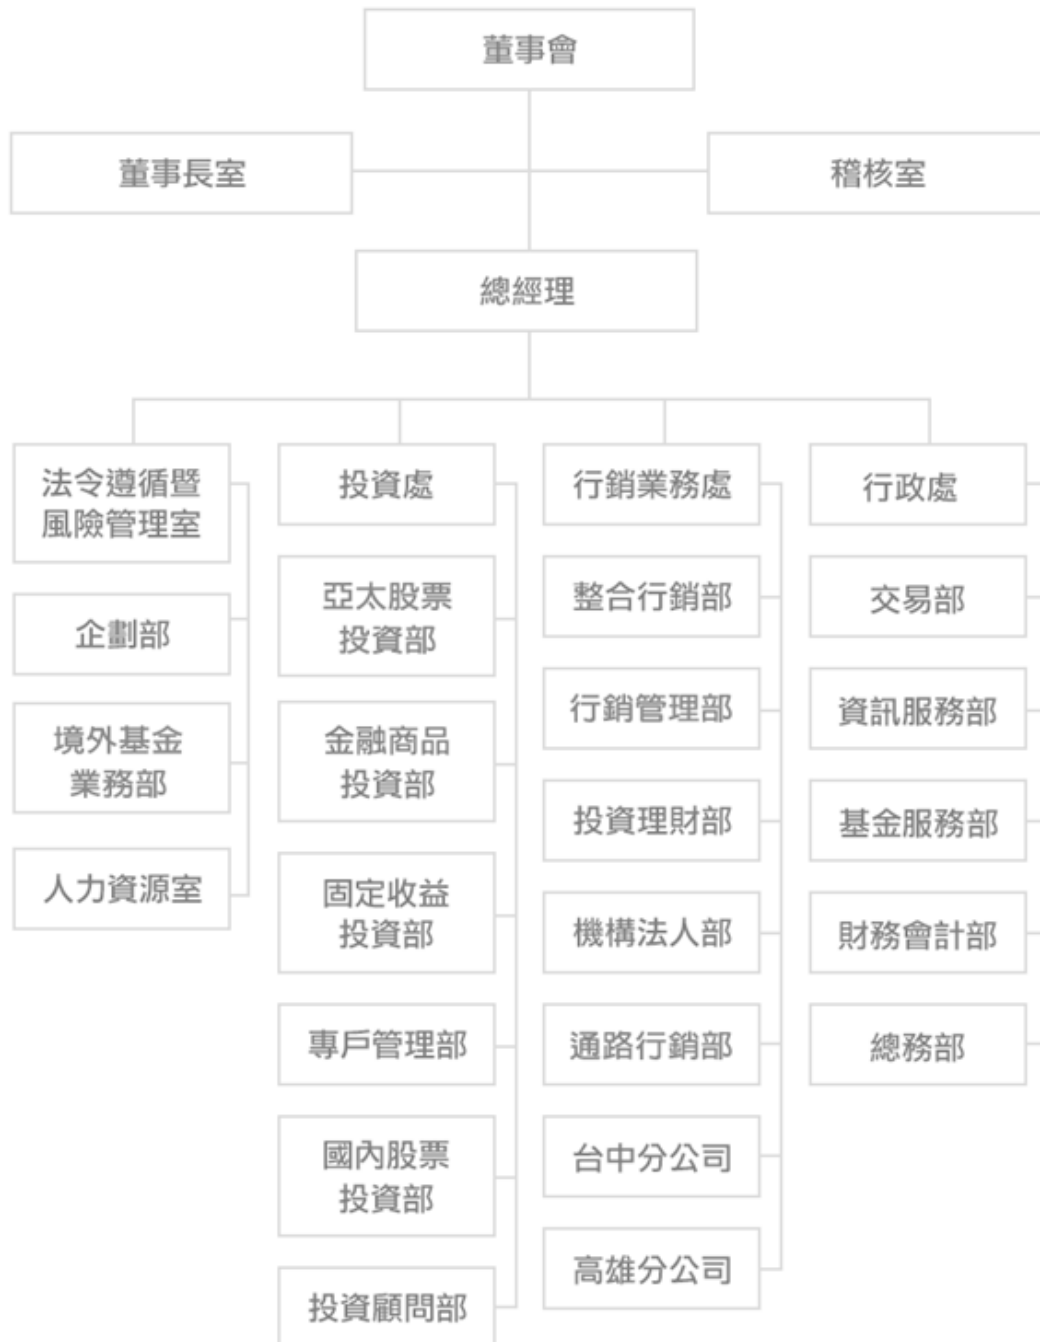 董事會
董事長室
稽核室
總經理
法令遵循暨
風險管理室
企劃部
境外基金
業務部
人力資源室
投資處
亞太股票
投資部
金融商品
投資部
固定收益
投資部
專戶管理部
國內股票
投資部
投資顧問部
行銷業務處
整合行銷部
行銷管理部
投資理財部
機構法人部
通路行銷部
台中分公司
高雄分公司
行政處
交易部
資訊服務部
基金服務部
財務會計部
總務部